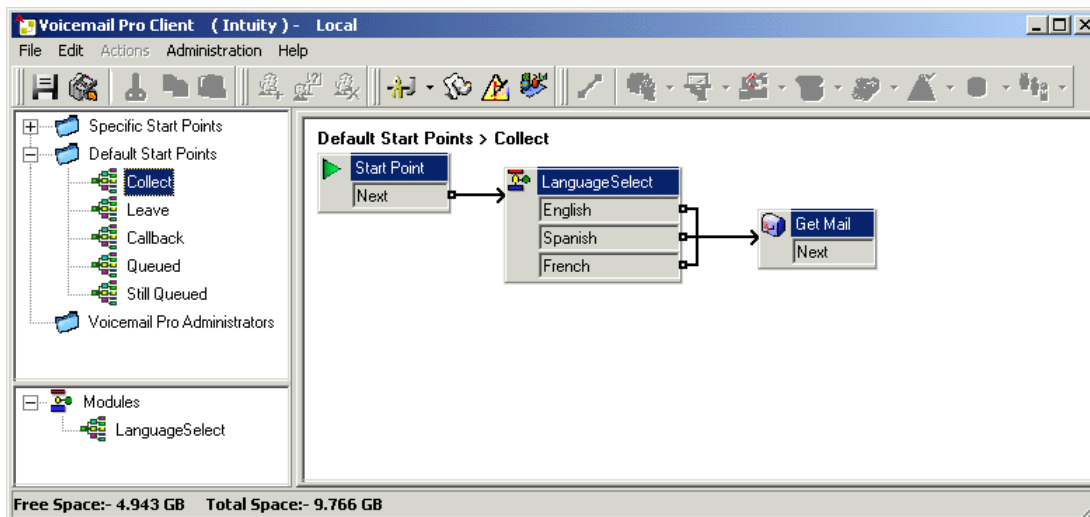 Voicemail Pro Client   ( Intuity ) -   Local
File   Edit   Actions   Administration   Help
Specific Start Points
Default Start Points
Collect
Leave
Callback
Queued
Still Queued
Voicemail Pro Administrators
Modules
LanguageSelect
Default Start Points > Collect
Start Point
Next
LanguageSelect
English
Spanish
French
Get Mail
Next
Free Space:- 4.943 GB   Total Space:- 9.766 GB